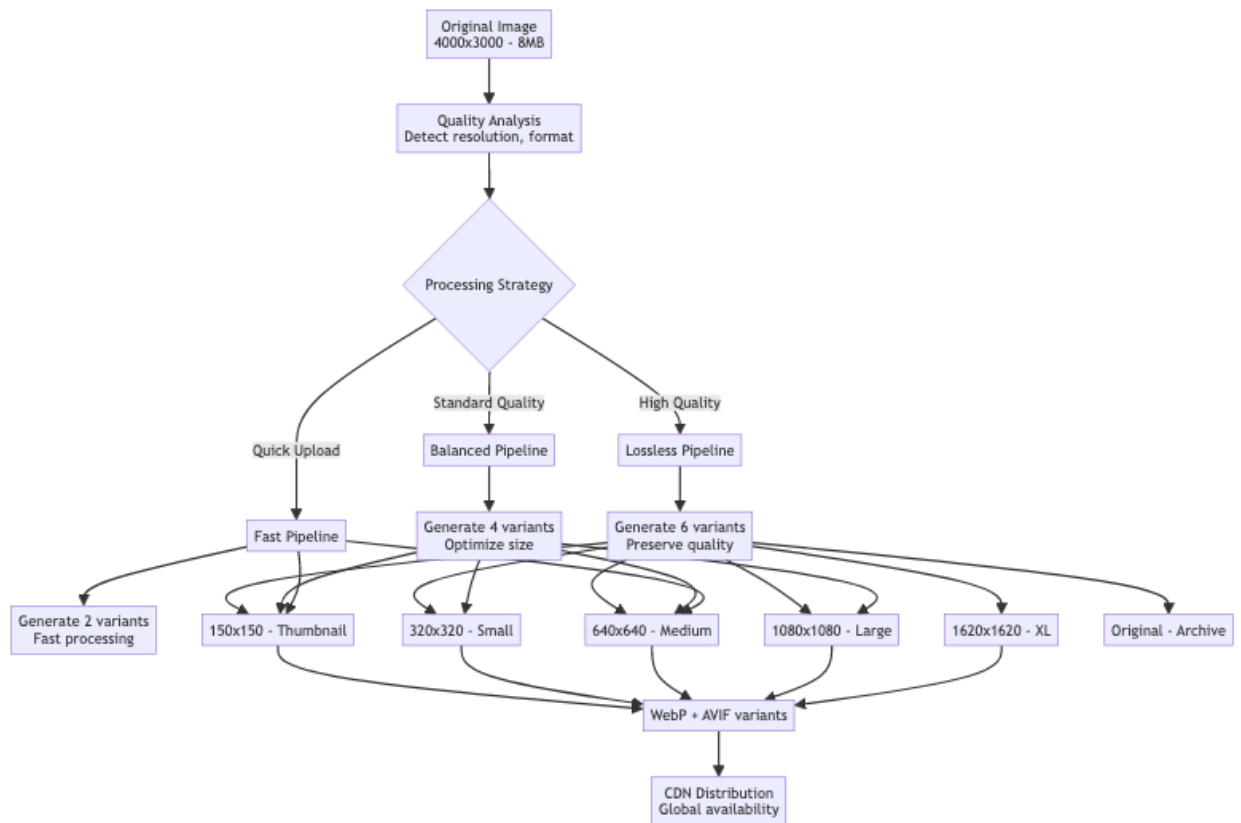 Original Image
4000x3000 - 8MB
Quality Analysis
Detect resolution, format
Processing Strategy
Standard Quality
High Quality
Quick Upload
Balanced Pipeline
Lossless Pipeline
Fast Pipeline
Generate 4 variants
Optimize size
Generate 6 variants
Preserve quality
Generate 2 variants
Fast processing
150x150 - Thumbnail
320x320 - Small
640x640 - Medium
1080x1080 - Large
1620x1620 - XL
Original - Archive
WebP + AVIF variants
CDN Distribution
Global availability